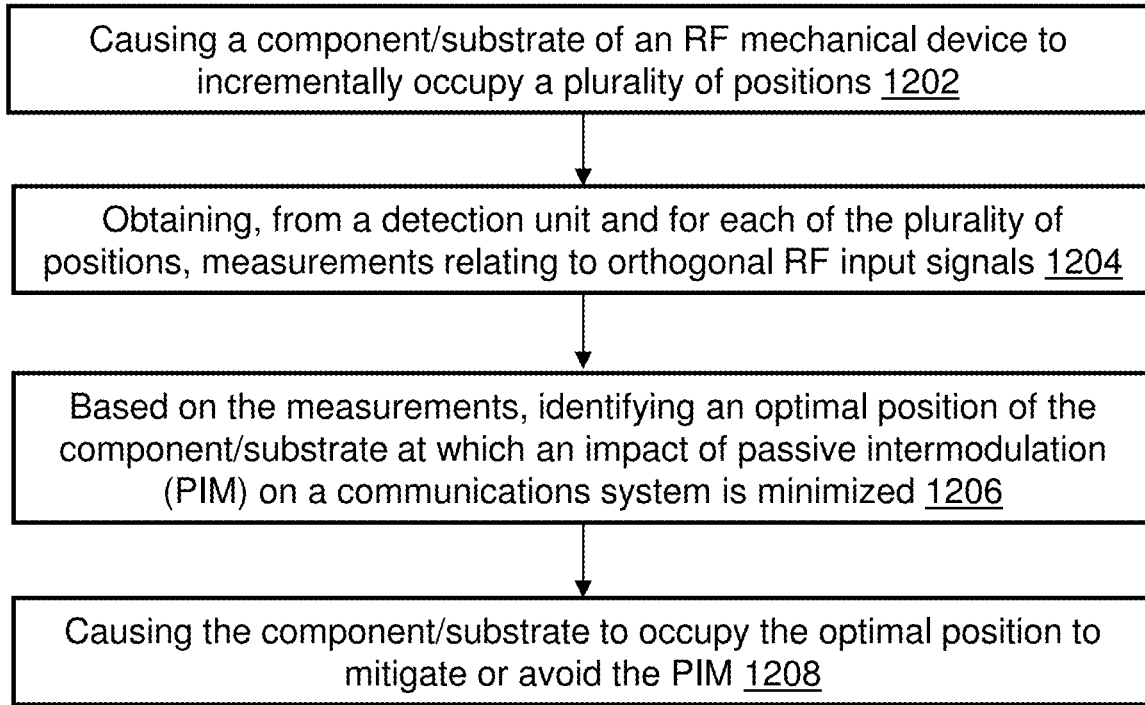 Causing a component/substrate of an RF mechanical device to
incrementally occupy a plurality of positions 1202
Obtaining, from a detection unit and for each of the plurality of
positions, measurements relating to orthogonal RF input signals 1204
Based on the measurements, identifying an optimal position of the
component/substrate at which an impact of passive intermodulation
(PIM) on a communications system is minimized 1206
Causing the component/substrate to occupy the optimal position to
mitigate or avoid the PIM 1208